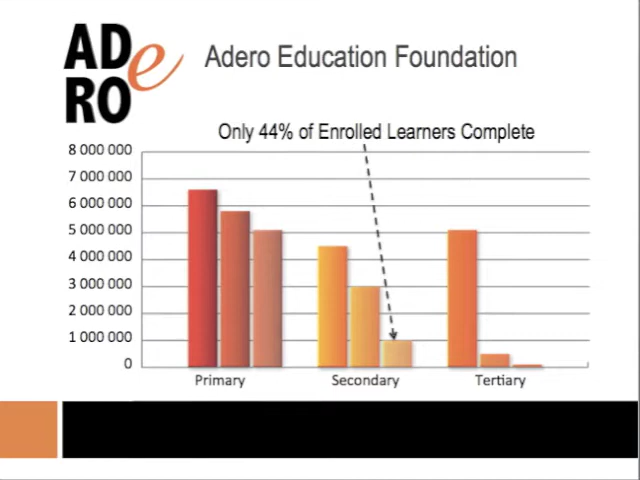 ADe
RO
Adero Education Foundation
Only 44% of Enrolled Learners Complete
8 000 000
7 000 000
6 000 000
5 000 000
4 000 000
3 000 000
2 000 000
1 000 000
0
Primary Secondary Tertiary